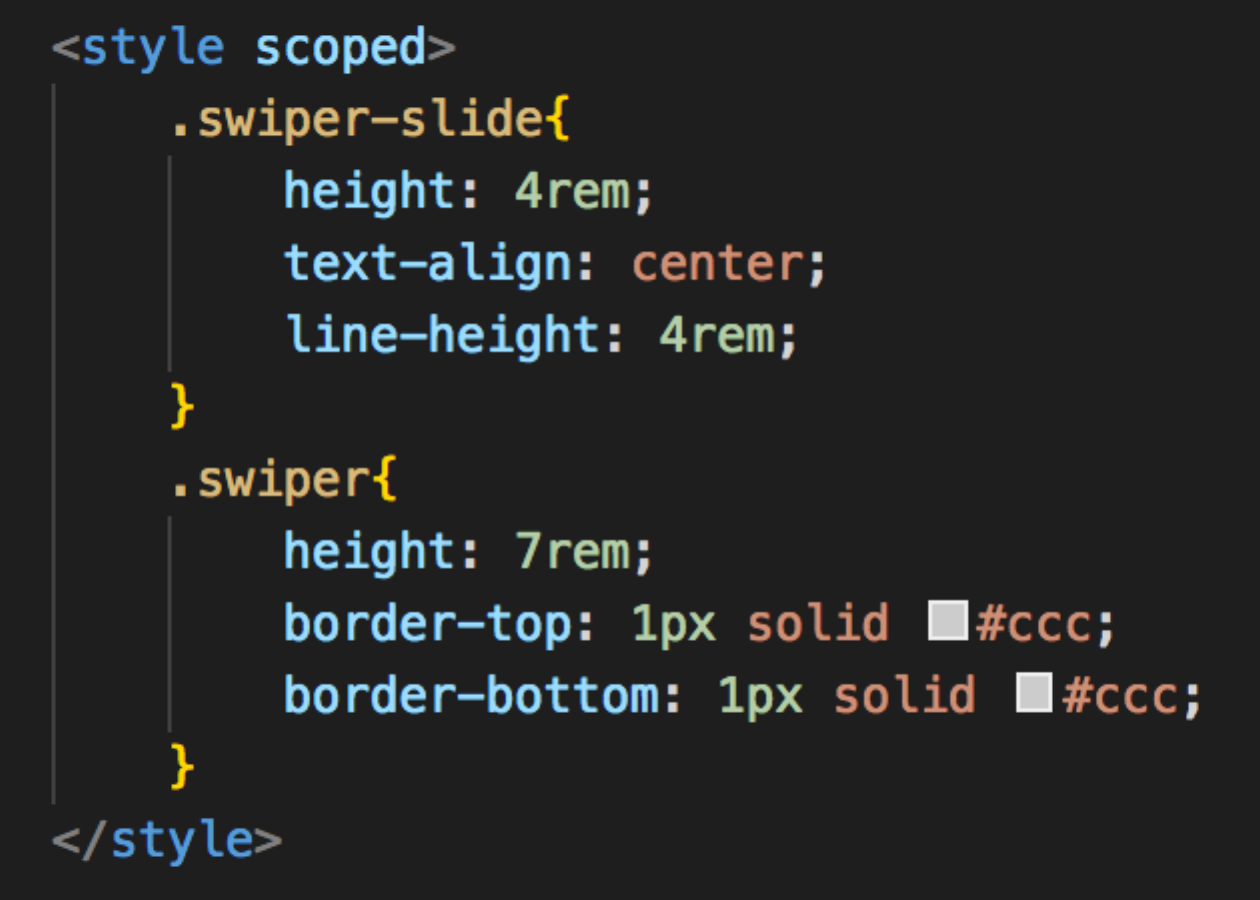 <style scoped>
    .swiper-slide{
        height: 4rem;
        text-align: center;
        line-height: 4rem;
    }
    .swiper{
        height: 7rem;
        border-top: 1px solid #ccc;
        border-bottom: 1px solid #ccc;
    }
</style>